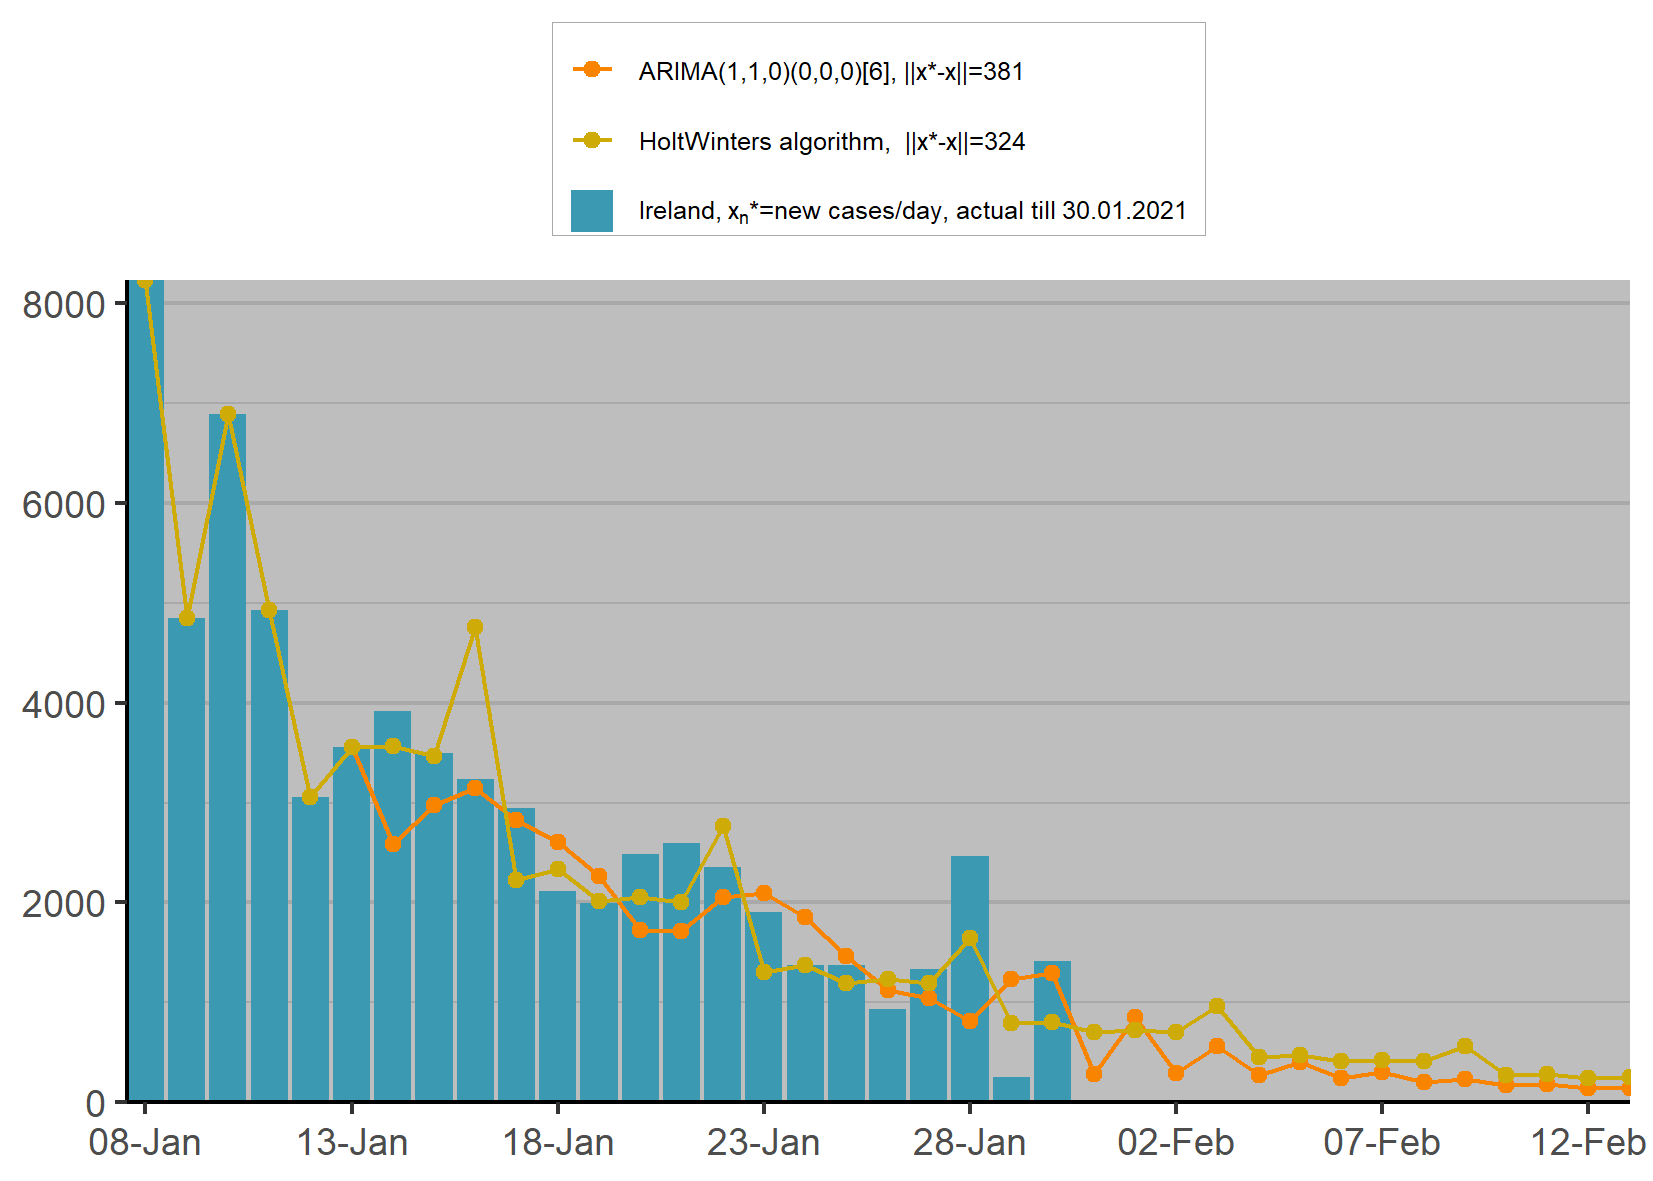 ARIMA(1,1,0)(0,0,0)[6], ||x*-x||=381
HoltWinters algorithm,  ||x*-x||=324
Ireland, xₙ*=new cases/day, actual till 30.01.2021
8000
6000
4000
2000
0
08-Jan 13-Jan 18-Jan 23-Jan 28-Jan 02-Feb 07-Feb 12-Feb